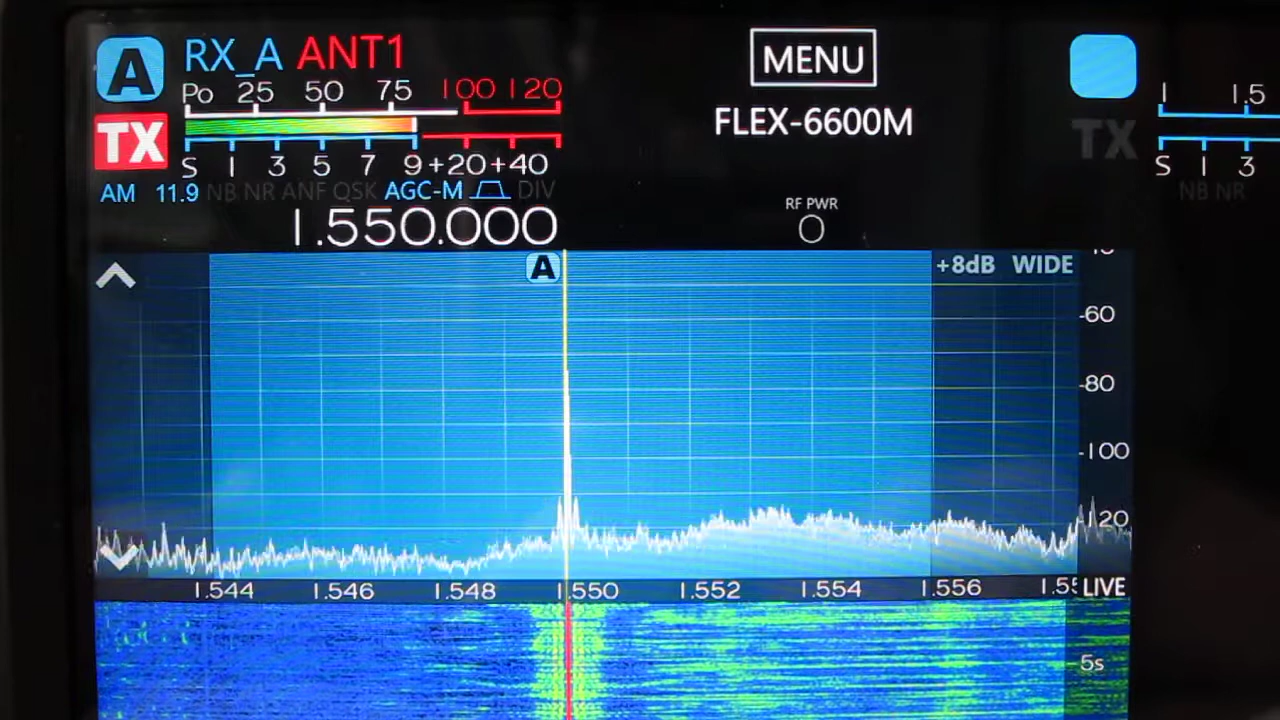 A RX_A ANT1
MENU
Po 25 50 75 100 120
1 1.5
FLEX-6600M
TX
TX
S 1 3 5 7 9 +20 +40
S 1 3
AM 11.9 NB NR ANF QSK AGC-M DIV
NB NR
RF PWR
0
1.550.000
A
+8dB WIDE
-60
-80
-100
1.544 1.546 1.548 1.550 1.552 1.554 1.556
LIVE
5s